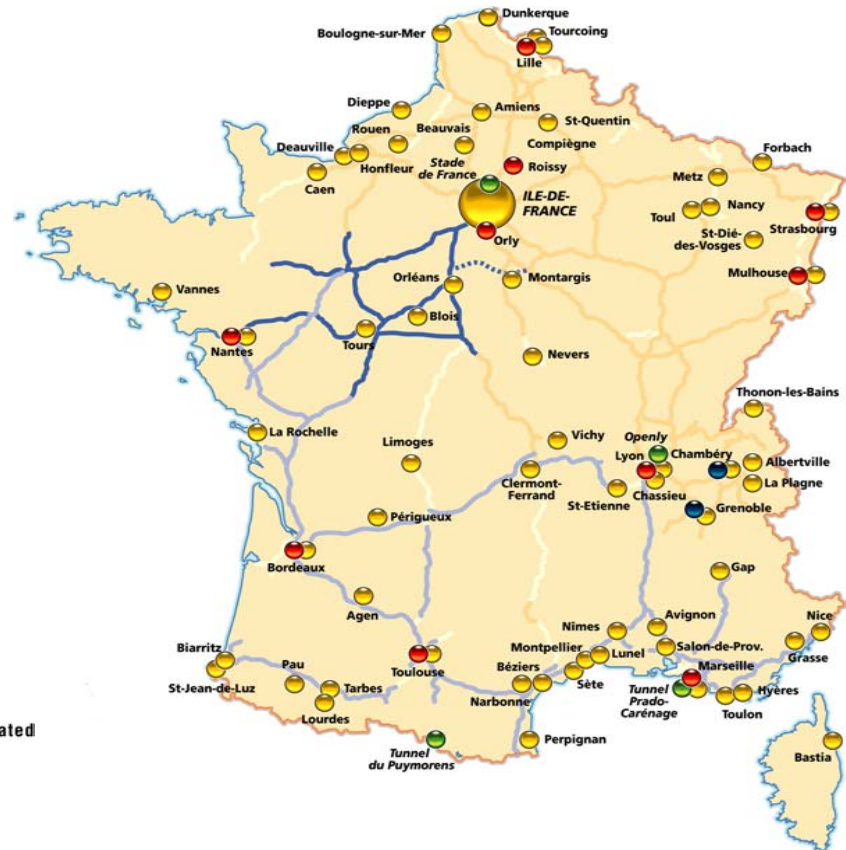 Dunkerque
Boulogne-sur-Mer
Tourcoing
Lille
Dieppe
Amiens
Rouen
Beauvais
St-Quentin
Deauville
Stade
de France
Compiègne
Honfleur
Roissy
Forbach
Caen
Metz
ILE-DE-
FRANCE
Toul
Nancy
Orly
St-Dié-
des-Vosges
Strasbourg
Orléans
Montargis
Mulhouse
Vannes
Blois
Nantes
Tours
Nevers
Thonon-les-Bains
La Rochelle
Limoges
Vichy
Openly
Lyon
Chambéry
Albertville
Clermont-
Ferrand
La Plagne
St-Etienne
Chassieu
Périgueux
Grenoble
Bordeaux
Gap
Agen
Avignon
Nîmes
Nice
Biarritz
Montpellier
Lunel
Salon-de-Prov.
Grasse
Toulouse
Pau
Béziers
Marseille
St-Jean-de-Luz
Tarbes
Sète
Narbonne
Tunnel
Prado-
Carénage
Hyères
Lourdes
Toulon
ated
Tunnel
du Puymorens
Perpignan
Bastia